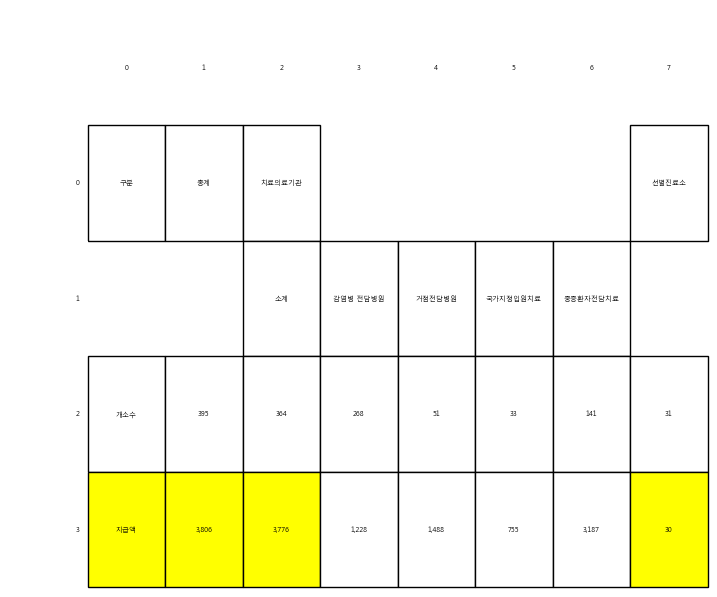 0 1 2 3 4 5 6 7
0 구분 총계 치료의료기관 선별진료소
1 소계 감염병 전담병원 거점전담병원 국가지정입원치료 중증환자전담치료
2 개소수 395 364 268 51 33 141 31
3 지급액 3,806 3,776 1,228 1,488 755 3,187 30